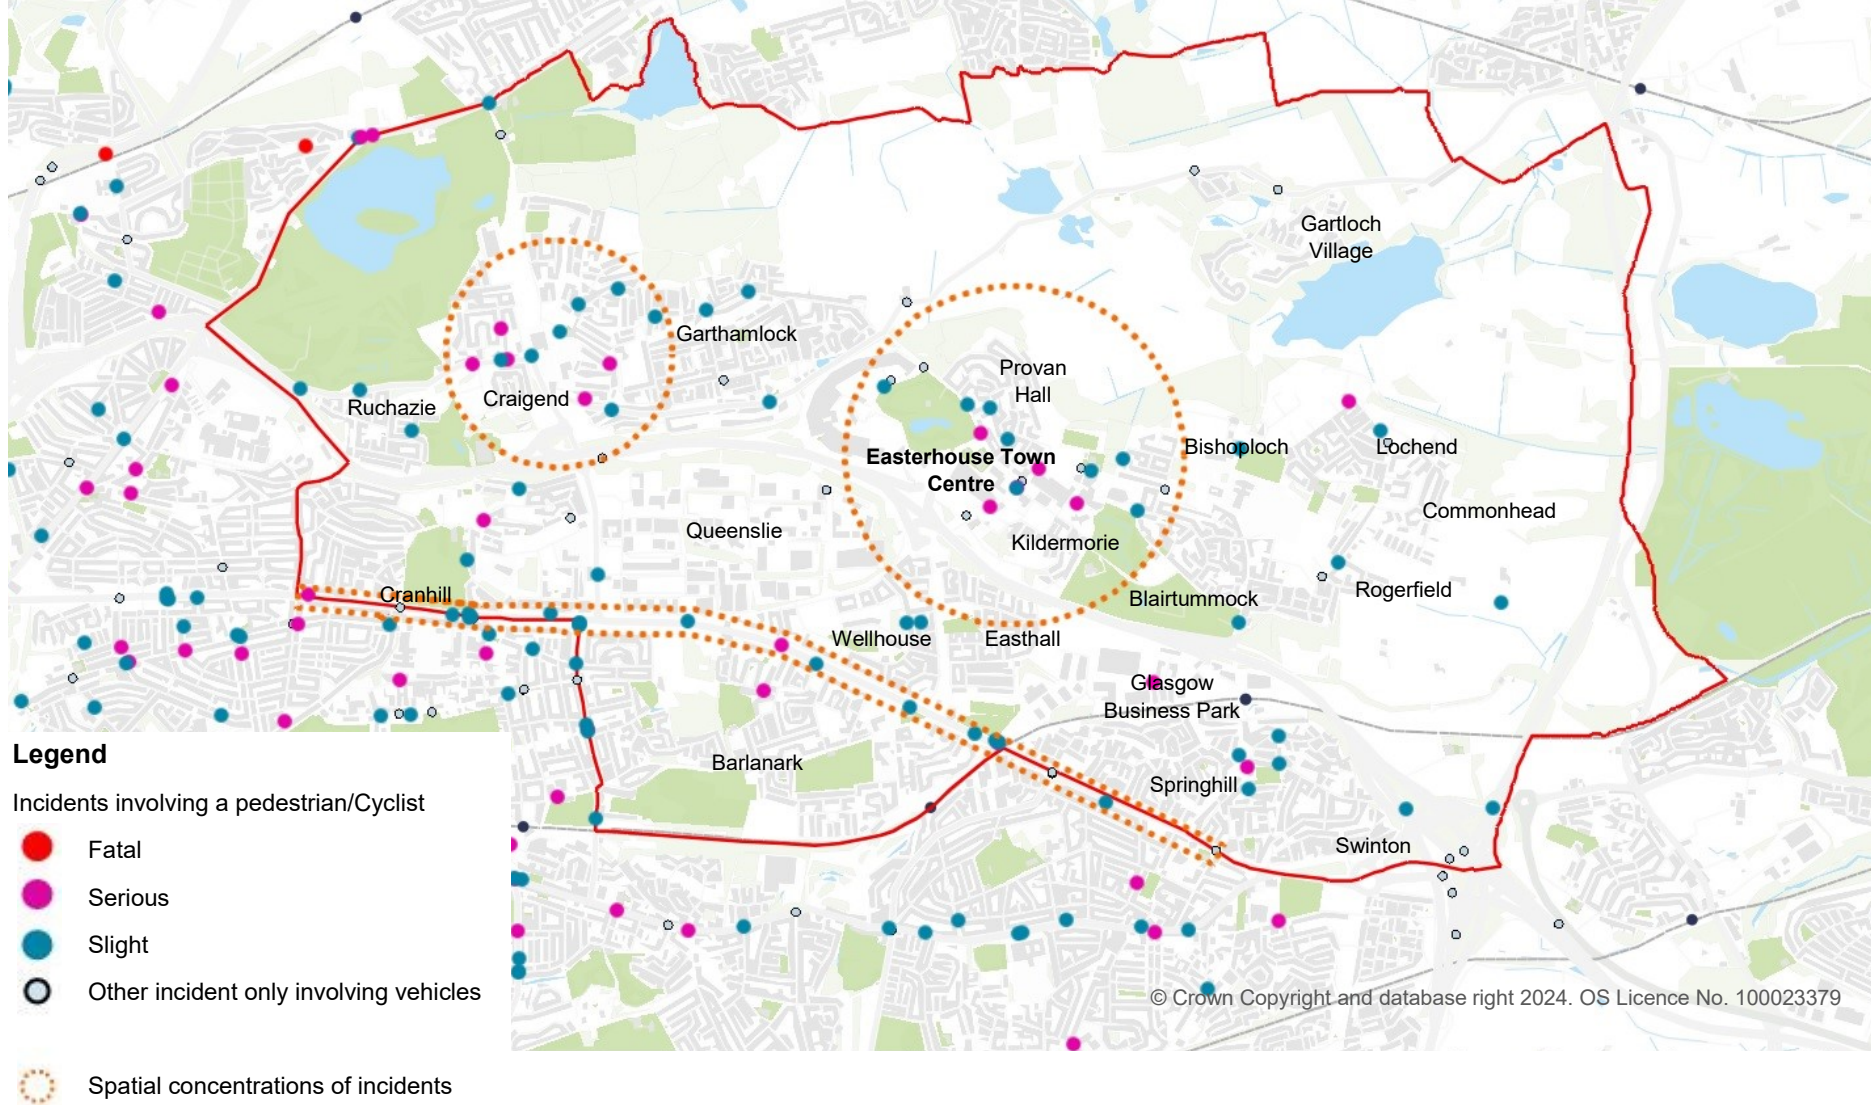 Gartloch
Village
Garthamlock
Provan
Hall
Craigend
Ruchazie
Bishoploch
Lochend
Easterhouse Town
Centre
Commonhead
Queenslie
Kildermorie
Cranhill
Rogerfield
Blairtummock
Wellhouse
Easthall
Glasgow
Business Park
Barlanark
Springhill
Swinton
Legend
Incidents involving a pedestrian/Cyclist
Fatal
Serious
Slight
Other incident only involving vehicles
Spatial concentrations of incidents
© Crown Copyright and database right 2024. OS Licence No. 100023379